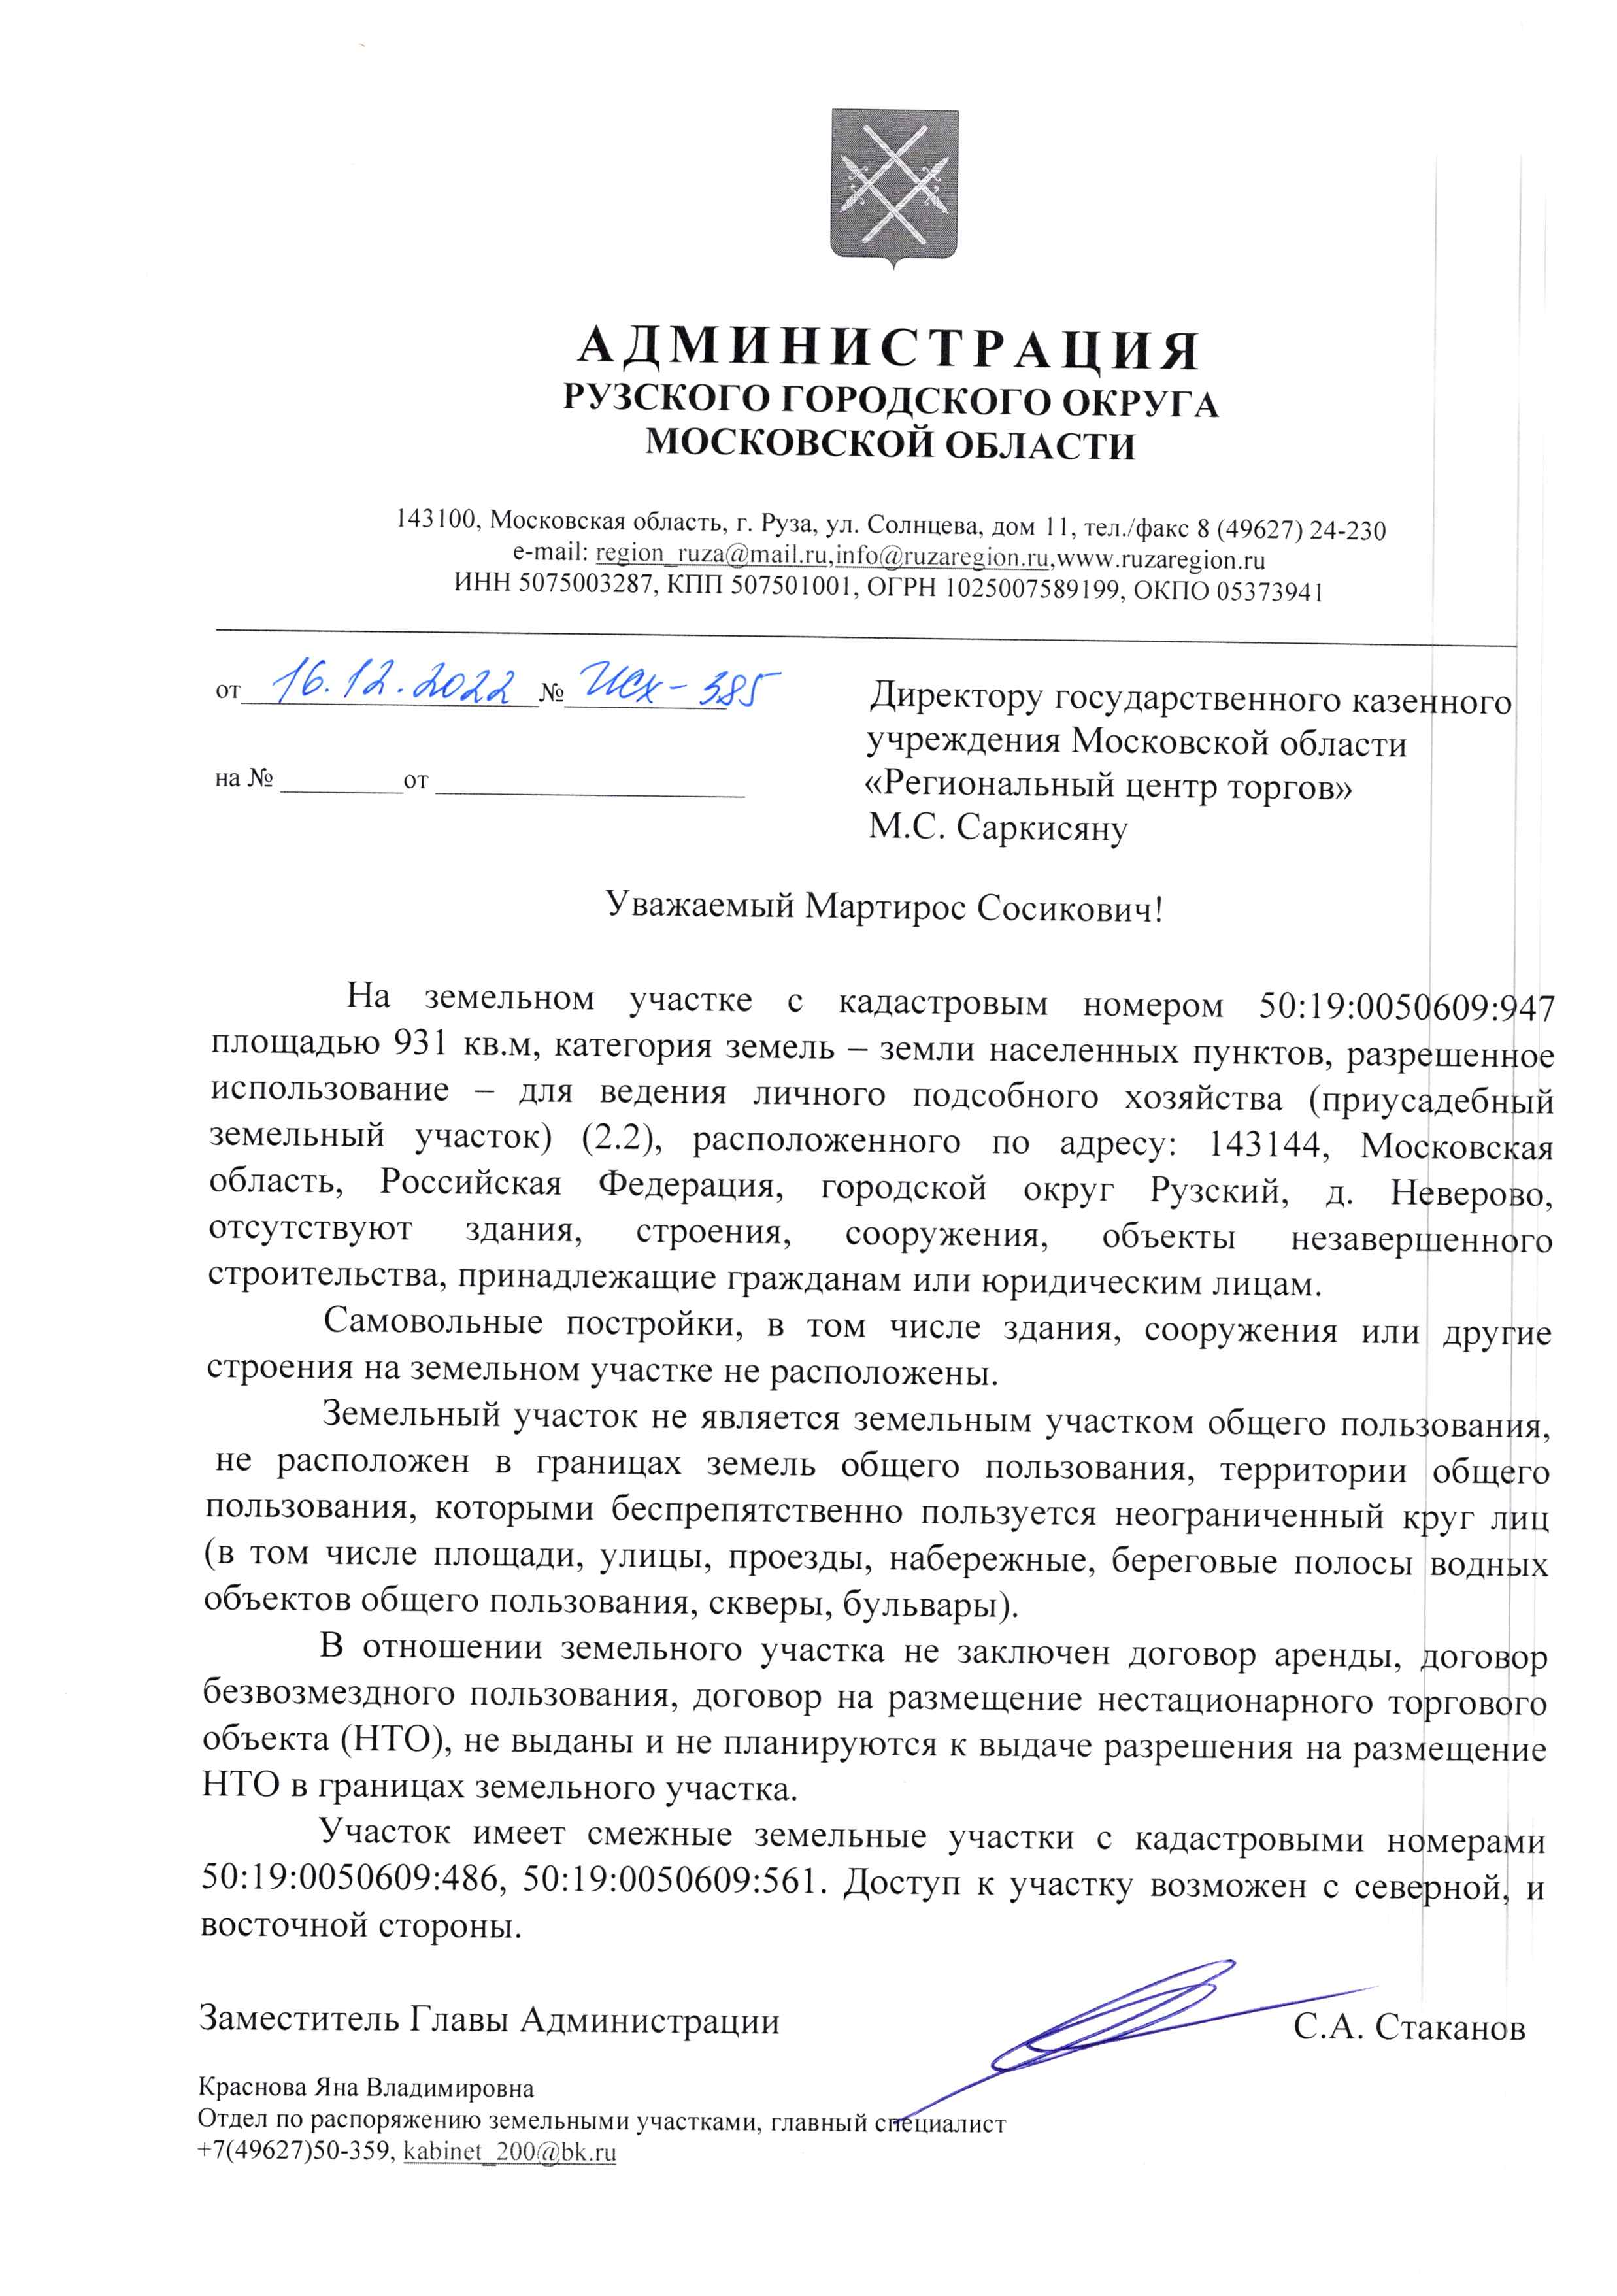 АДМИНИСТРАЦИЯ
РУЗСКОГО ГОРОДСКОГО ОКРУГА
МОСКОВСКОЙ ОБЛАСТИ
143100, Московская область, г. Руза, ул. Солнцева, дом 11, тел./факс 8 (49627) 24-230
e-mail: region_ruza@mail.ru,info@ruzaregion.ru,www.ruzaregion.ru
ИНН 5075003287, КПП 507501001, ОГРН 1025007589199, ОКПО 05373941
от 16.12.2022 № Исх-385
на № __________от
Директору государственного казенного
учреждения Московской области
«Региональный центр торгов»
М.С. Саркисяну
Уважаемый Мартирос Сосикович!
На земельном участке с кадастровым номером 50:19:0050609:947
площадью 931 кв.м, категория земель – земли населенных пунктов, разрешенное
использование – для ведения личного подсобного хозяйства (приусадебный
земельный участок) (2.2), расположенного по адресу: 143144, Московская
область, Российская Федерация, городской округ Рузский, д. Неверово,
отсутствуют здания, строения, сооружения, объекты незавершенного
строительства, принадлежащие гражданам или юридическим лицам.
Самовольные постройки, в том числе здания, сооружения или другие
строения на земельном участке не расположены.
Земельный участок не является земельным участком общего пользования,
не расположен в границах земель общего пользования, территории общего
пользования, которыми беспрепятственно пользуется неограниченный круг лиц
(в том числе площади, улицы, проезды, набережные, береговые полосы водных
объектов общего пользования, скверы, бульвары).
В отношении земельного участка не заключен договор аренды, договор
безвозмездного пользования, договор на размещение нестационарного торгового
объекта (НТО), не выданы и не планируются к выдаче разрешения на размещение
НТО в границах земельного участка.
Участок имеет смежные земельные участки с кадастровыми номерами
50:19:0050609:486, 50:19:0050609:561. Доступ к участку возможен с северной, и
восточной стороны.
Заместитель Главы Администрации
С.А. Стаканов
Краснова Яна Владимировна
Отдел по распоряжению земельными участками, главный специалист
+7(49627)50-359, kabinet_200@bk.ru